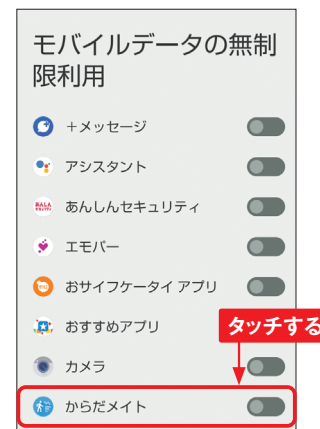 モバイルデータの無制
限利用
＋メッセージ
アシスタント
あんしんセキュリティ
エモパー
おサイフケータイ アプリ
おすすめアプリ
タッチする
カメラ
からだメイト